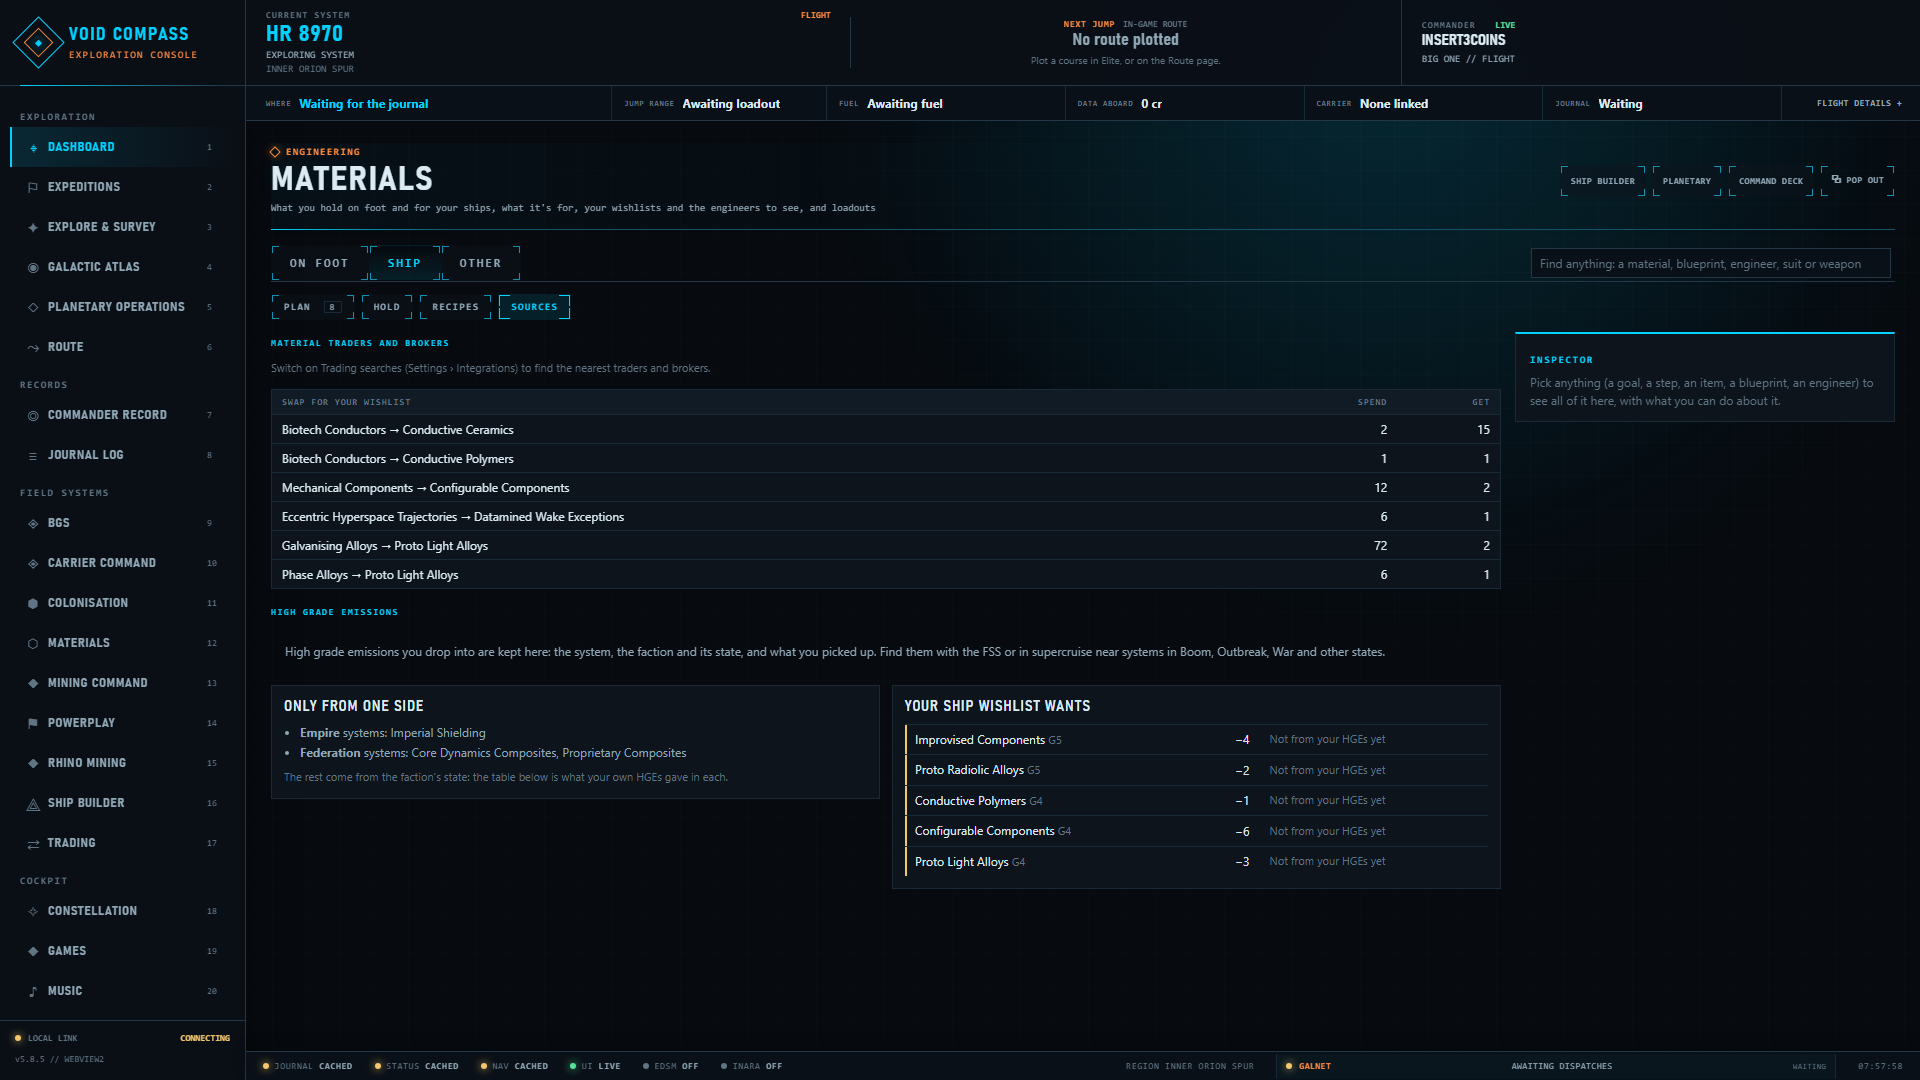 VOID COMPASS
EXPLORATION CONSOLE
CURRENT SYSTEM
HR 8970
EXPLORING SYSTEM
INNER ORION SPUR
FLIGHT
NEXT JUMP IN-GAME ROUTE
No route plotted
Plot a course in Elite, or on the Route page.
COMMANDER LIVE
INSERT3COINS
BIG ONE // FLIGHT
WHERE Waiting for the journal
JUMP RANGE Awaiting loadout
FUEL Awaiting fuel
DATA ABOARD 0 cr
CARRIER None linked
JOURNAL Waiting
FLIGHT DETAILS +
EXPLORATION
DASHBOARD 1
EXPEDITIONS 2
EXPLORE & SURVEY 3
GALACTIC ATLAS 4
PLANETARY OPERATIONS 5
ROUTE 6
RECORDS
COMMANDER RECORD 7
JOURNAL LOG 8
FIELD SYSTEMS
BGS 9
CARRIER COMMAND 10
COLONISATION 11
MATERIALS 12
MINING COMMAND 13
POWERPLAY 14
RHINO MINING 15
SHIP BUILDER 16
TRADING 17
COCKPIT
CONSTELLATION 18
GAMES 19
MUSIC 20
LOCAL LINK CONNECTING
v5.8.5 // WEBVIEW2
ENGINEERING
MATERIALS
What you hold on foot and for your ships, what it's for, your wishlists and the engineers to see, and loadouts
SHIP BUILDER
PLANETARY
COMMAND DECK
POP OUT
ON FOOT
SHIP
OTHER
Find anything: a material, blueprint, engineer, suit or weapon
PLAN 8
HOLD
RECIPES
SOURCES
MATERIAL TRADERS AND BROKERS
Switch on Trading searches (Settings › Integrations) to find the nearest traders and brokers.
SWAP FOR YOUR WISHLIST SPEND GET
Biotech Conductors → Conductive Ceramics 2 15
Biotech Conductors → Conductive Polymers 1 1
Mechanical Components → Configurable Components 12 2
Eccentric Hyperspace Trajectories → Datamined Wake Exceptions 6 1
Galvanising Alloys → Proto Light Alloys 72 2
Phase Alloys → Proto Light Alloys 6 1
HIGH GRADE EMISSIONS
High grade emissions you drop into are kept here: the system, the faction and its state, and what you picked up. Find them with the FSS or in supercruise near systems in Boom, Outbreak, War and other states.
ONLY FROM ONE SIDE
• Empire systems: Imperial Shielding
• Federation systems: Core Dynamics Composites, Proprietary Composites
The rest come from the faction's state: the table below is what your own HGEs gave in each.
YOUR SHIP WISHLIST WANTS
Improvised Components G5 −4 Not from your HGEs yet
Proto Radiolic Alloys G5 −2 Not from your HGEs yet
Conductive Polymers G4 −1 Not from your HGEs yet
Configurable Components G4 −6 Not from your HGEs yet
Proto Light Alloys G4 −3 Not from your HGEs yet
INSPECTOR
Pick anything (a goal, a step, an item, a blueprint, an engineer) to
see all of it here, with what you can do about it.
JOURNAL CACHED
STATUS CACHED
NAV CACHED
UI LIVE
EDSM OFF
INARA OFF
REGION INNER ORION SPUR
GALNET
AWAITING DISPATCHES
WAITING
07:57:58